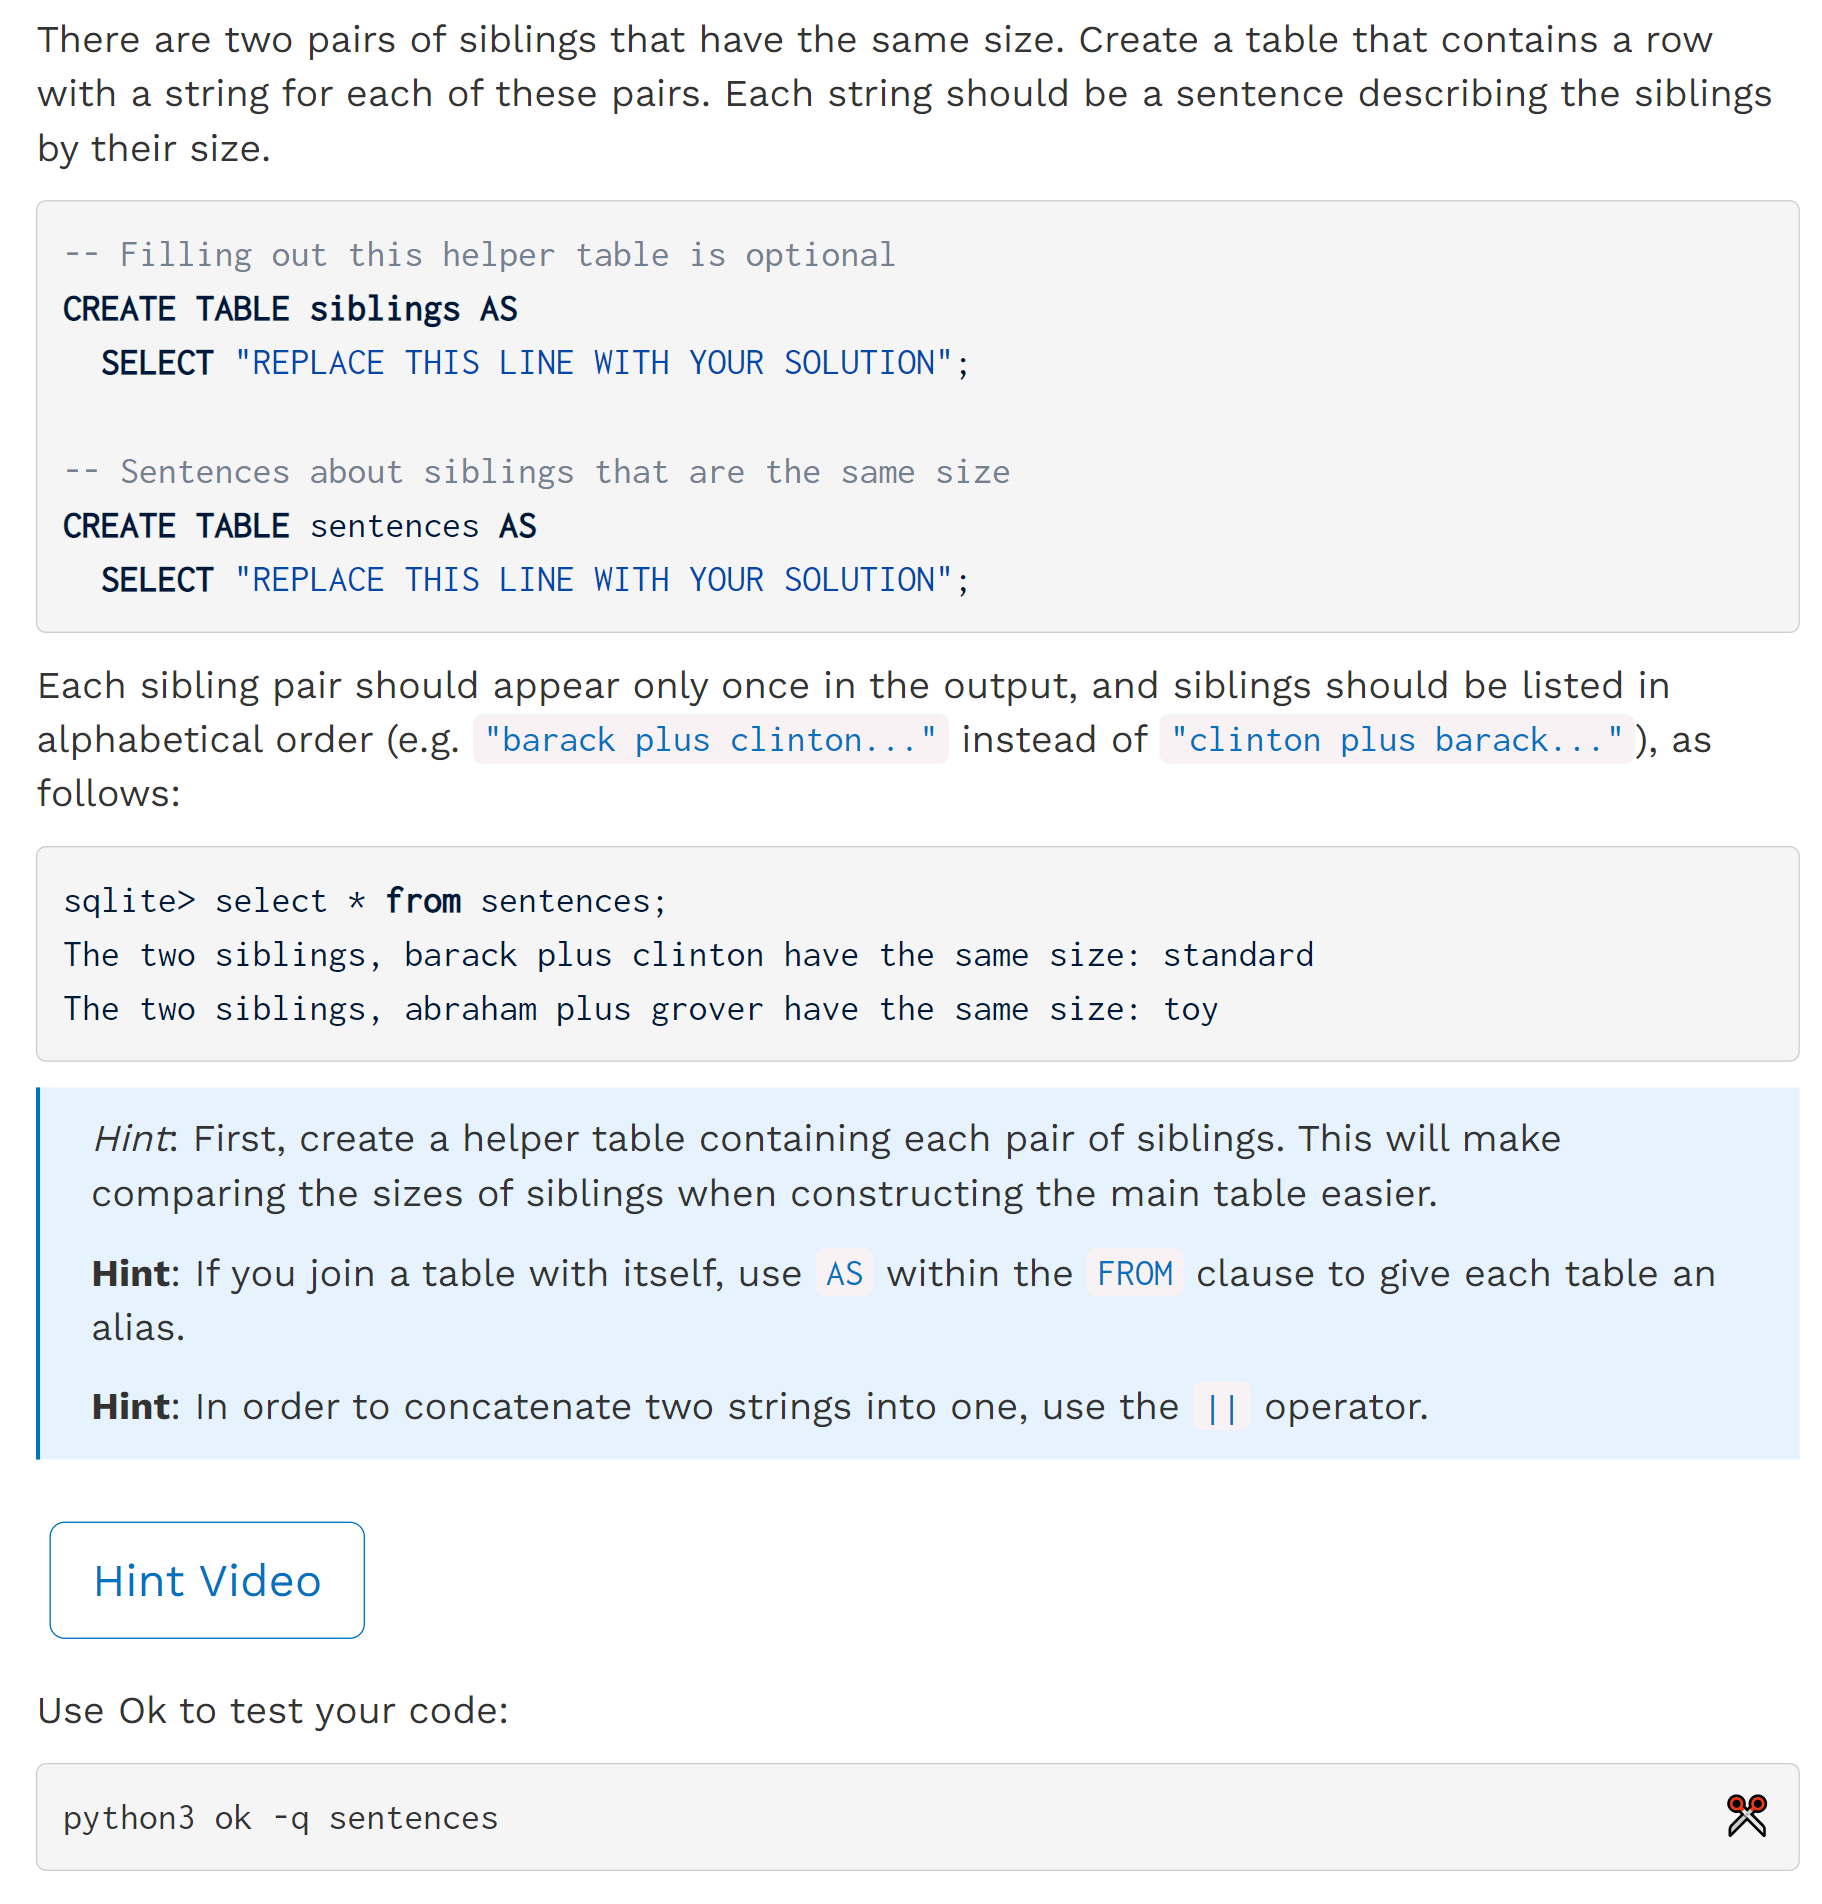 There are two pairs of siblings that have the same size. Create a table that contains a row
with a string for each of these pairs. Each string should be a sentence describing the siblings
by their size.
-- Filling out this helper table is optional
CREATE TABLE siblings AS
  SELECT "REPLACE THIS LINE WITH YOUR SOLUTION";
-- Sentences about siblings that are the same size
CREATE TABLE sentences AS
  SELECT "REPLACE THIS LINE WITH YOUR SOLUTION";
Each sibling pair should appear only once in the output, and siblings should be listed in
alphabetical order (e.g. "barack plus clinton..." instead of "clinton plus barack..."), as
follows:
sqlite> select * from sentences;
The two siblings, barack plus clinton have the same size: standard
The two siblings, abraham plus grover have the same size: toy
Hint: First, create a helper table containing each pair of siblings. This will make
comparing the sizes of siblings when constructing the main table easier.
Hint: If you join a table with itself, use AS within the FROM clause to give each table an
alias.
Hint: In order to concatenate two strings into one, use the || operator.
Hint Video
Use Ok to test your code:
python3 ok -q sentences